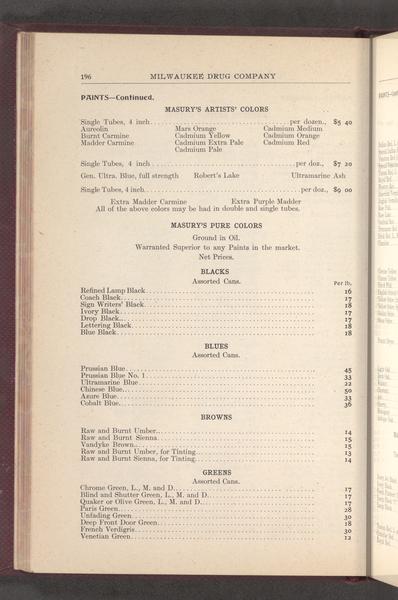 196 MILWAUKEE DRUG COMPANY
PAINTS—Continued.
MASURY'S ARTISTS' COLORS
Single Tubes, 4 inch per dozen., $5 40
Aureolin Mars Orange Cadmium Medium
Burnt Carmine Cadmium Yellow Cadmium Orange
Madder Carmine Cadmium Extra Pale Cadmium Red
Cadmium Pale
Single Tubes, 4 inch per doz., $7 20
Gen. Ultra. Blue, full strength Robert's Lake Ultramarine Ash
Single Tubes, 4 inch. per doz., $9 00
Extra Madder Carmine Extra Purple Madder
All of the above colors may be had in double and single tubes.
MASURY'S PURE COLORS
Ground in Oil.
Warranted Superior to any Paints in the market.
Net Prices.
BLACKS
Assorted Cans. Per lb.
Refined Lamp Black 16
Coach Black 17
Sign Writers' Black 18
Ivory Black 17
Drop Black 17
Lettering Black 18
Blue Black 18
BLUES
Assorted Cans.
Prussian Blue 45
Prussian Blue No. 1 33
Ultramarine Blue 22
Chinese Blue 50
Azure Blue 33
Cobalt Blue 36
BROWNS
Raw and Burnt Umber 14
Raw and Burnt Sienna 15
Vandyke Brown 15
Raw and Burnt Umber, for Tinting 13
Raw and Burnt Sienna, for Tinting 14
GREENS
Assorted Cans.
Chrome Green, L., M. and D. 17
Blind and Shutter Green, L., M. and D. 17
Quaker or Olive Green, L., M. and D. 17
Paris Green 28
Unfading Green 30
Deep Front Door Green 18
French Verdigris 30
Venetian Green 12